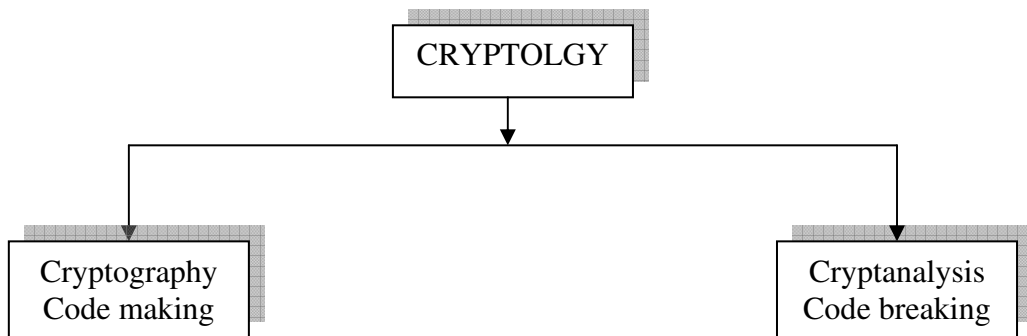 CRYPTOLGY
Cryptography
Code making
Cryptanalysis
Code breaking